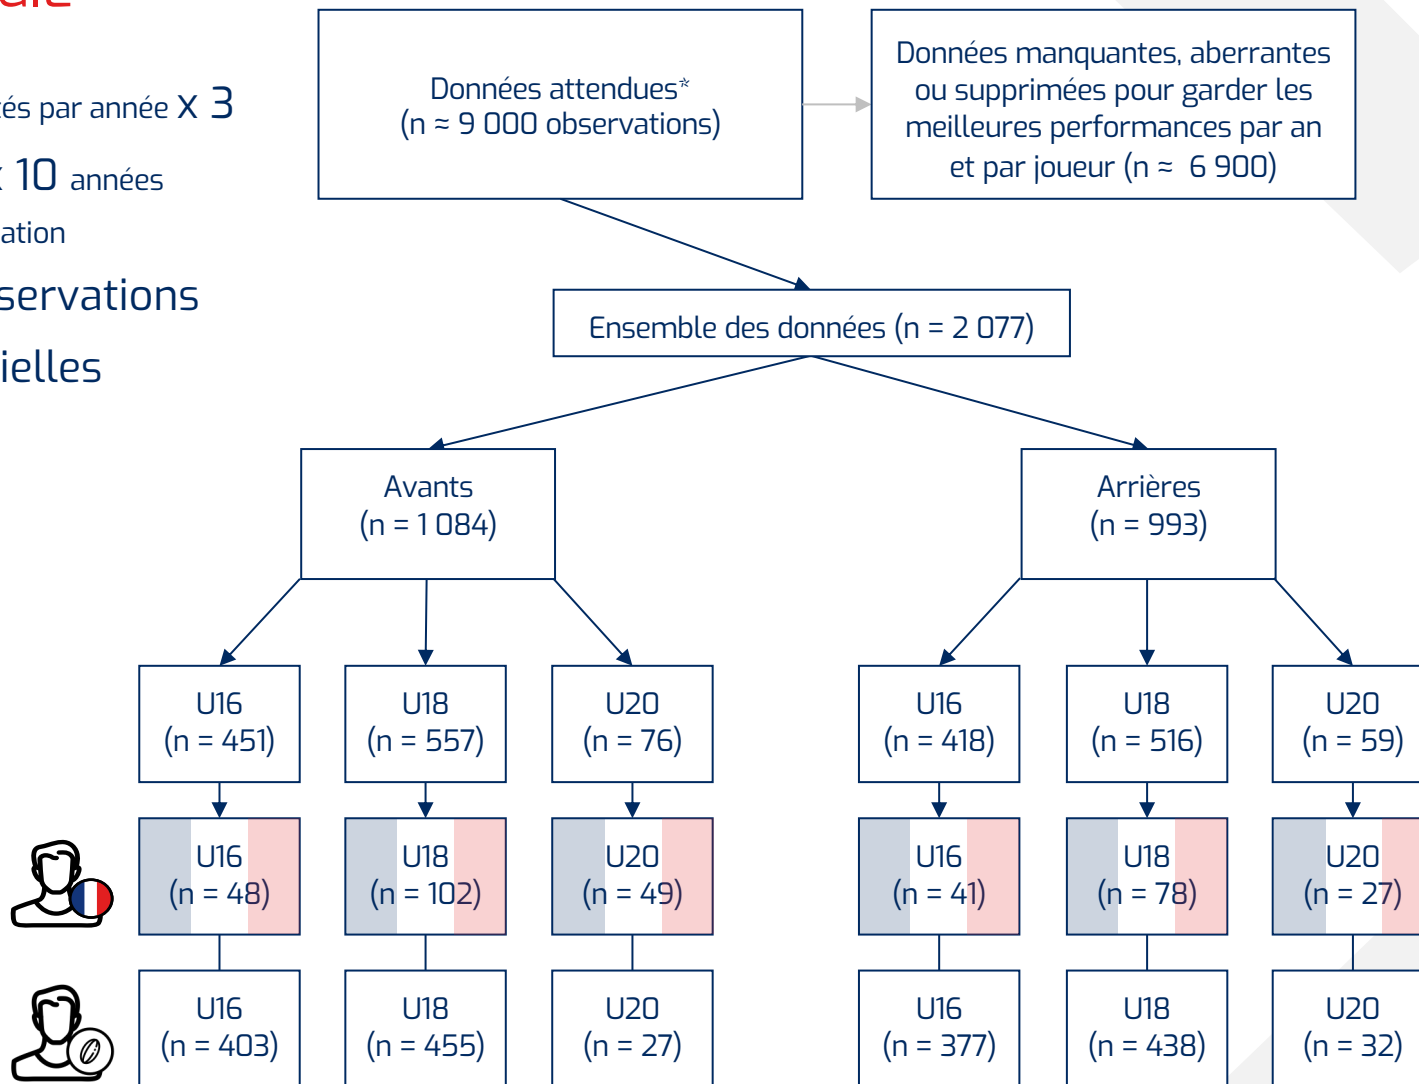 tés par année x 3
x 10 années
ation
servations
ielles
Données attendues*
(n ≈ 9 000 observations)
Données manquantes, aberrantes
ou supprimées pour garder les
meilleures performances par an
et par joueur (n ≈ 6 900)
Ensemble des données (n = 2 077)
Avants
(n = 1 084)
Arrières
(n = 993)
U16
(n = 451)
U18
(n = 557)
U20
(n = 76)
U16
(n = 418)
U18
(n = 516)
U20
(n = 59)
U16
(n = 48)
U18
(n = 102)
U20
(n = 49)
U16
(n = 41)
U18
(n = 78)
U20
(n = 27)
U16
(n = 403)
U18
(n = 455)
U20
(n = 27)
U16
(n = 377)
U18
(n = 438)
U20
(n = 32)